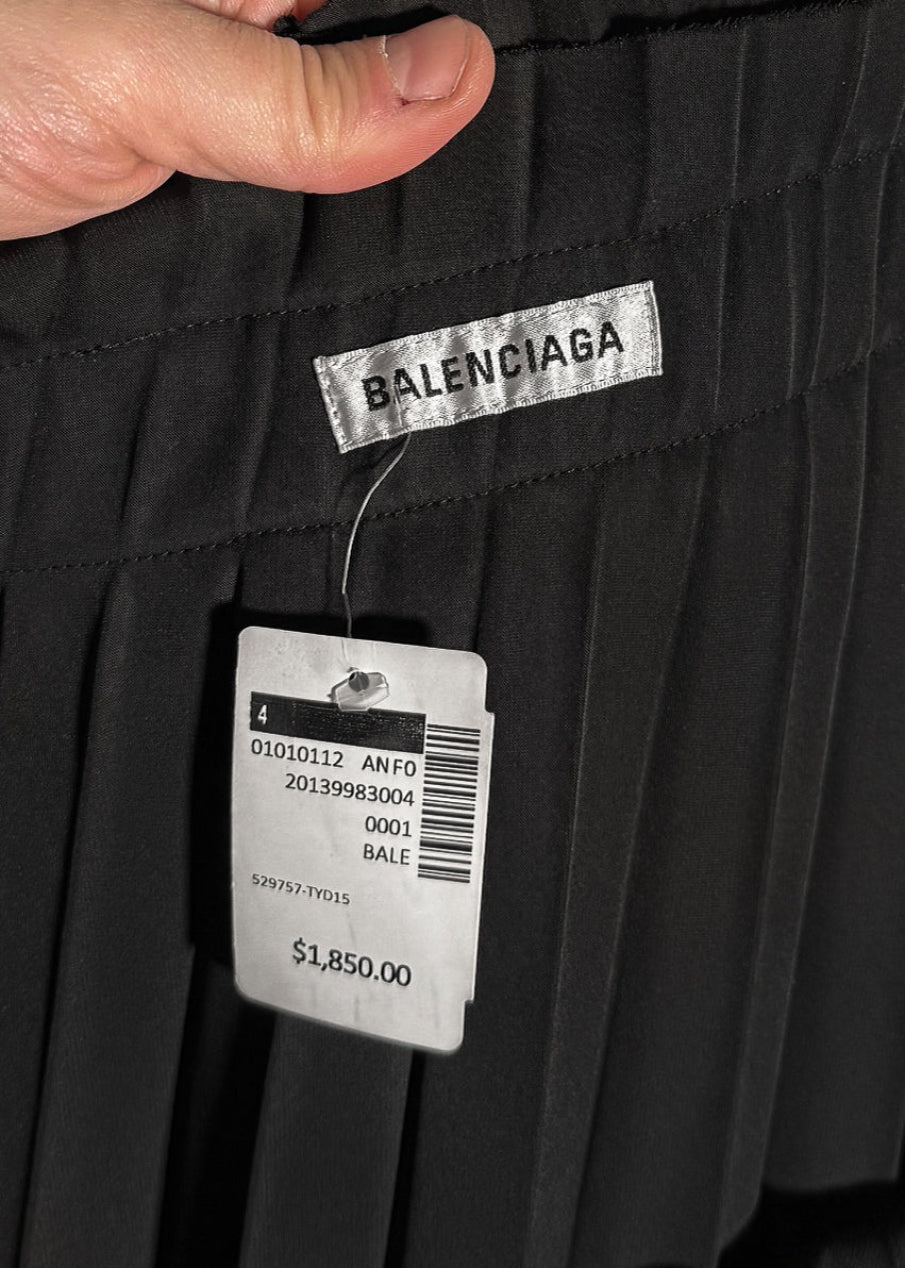 BALENCIAGA
4
01010112 ANF0
20139983004
0001
BALE
529757-TYD15
$1,850.00